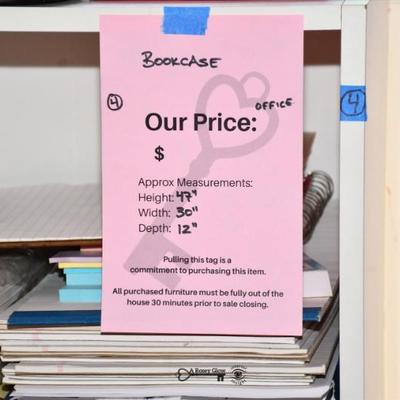 BOOKCASE
4
OFFICE
4
Our Price:
$
Approx Measurements:
Height: 47"
Width: 30"
Depth: 12"
Pulling this tag is a
commitment to purchasing this item.
All purchased furniture must be fully out of the
house 30 minutes prior to sale closing.
A Rosey Glow